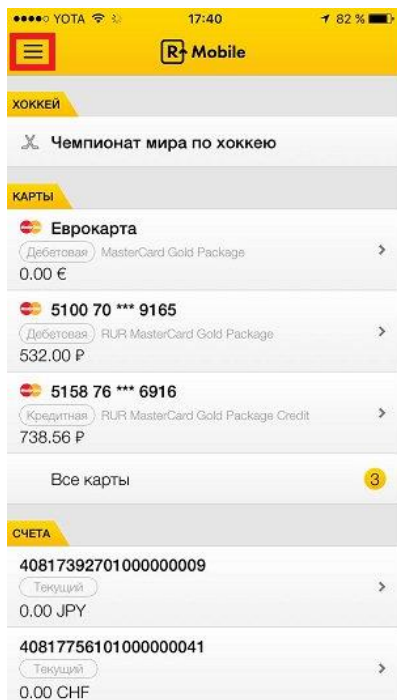 YOTA 17:40 82 %
R Mobile
ХОККЕЙ
Чемпионат мира по хоккею
КАРТЫ
Еврокарта
Дебетовая MasterCard Gold Package
0.00 €
5100 70 *** 9165
Дебетовая RUR MasterCard Gold Package
532.00 ₽
5158 76 *** 6916
Кредитная RUR MasterCard Gold Package Credit
738.56 ₽
Все карты 3
СЧЕТА
40817392701000000009
Текущий
0.00 JPY
40817756101000000041
Текущий
0.00 CHF